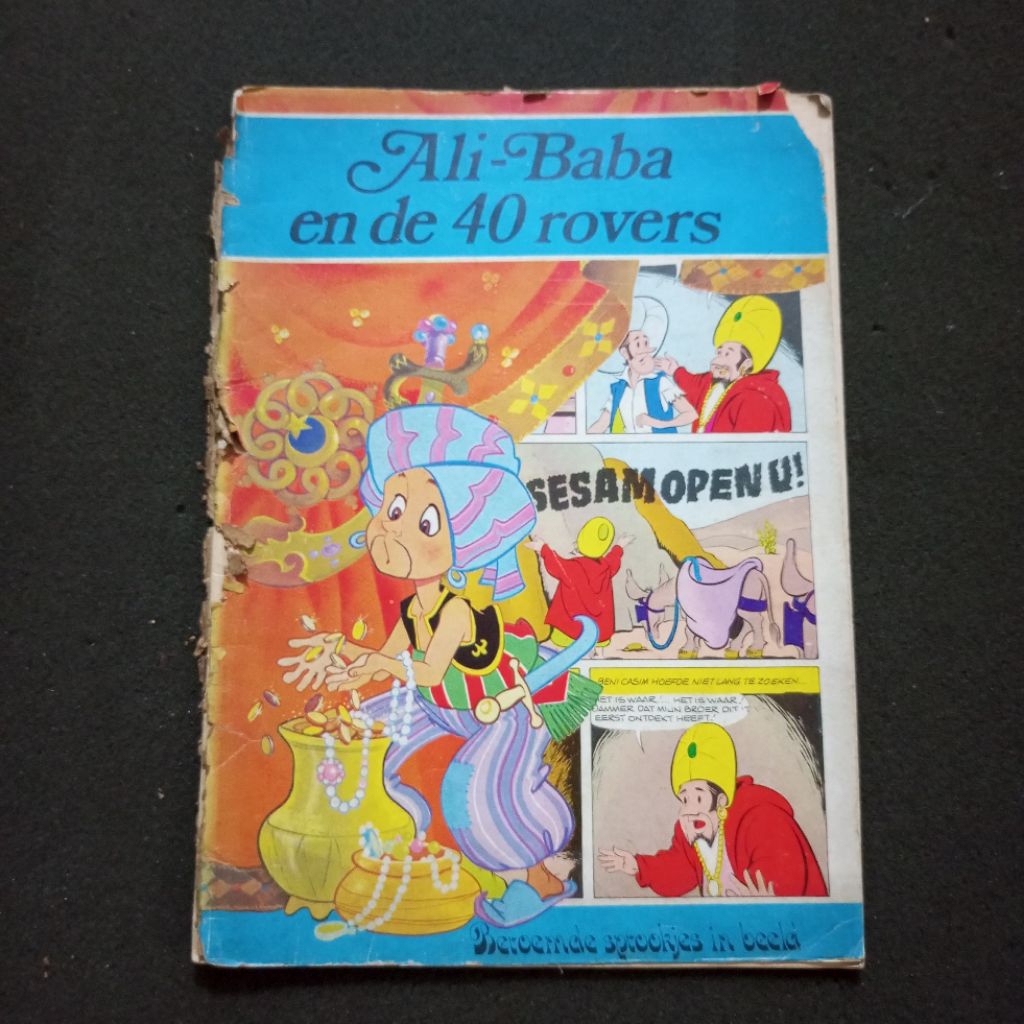 Ali-Baba
en de 40 rovers
SESAM OPEN U!
BENI CASIM HOEFDE NIET LANG TE ZOEKEN...
HET IS WAAR!... HET IS WAAR.
JAMMER DAT MIJN BROER DIT 'T
EERST ONTDEKT HEEFT!
Beroemde sprookjes in beeld